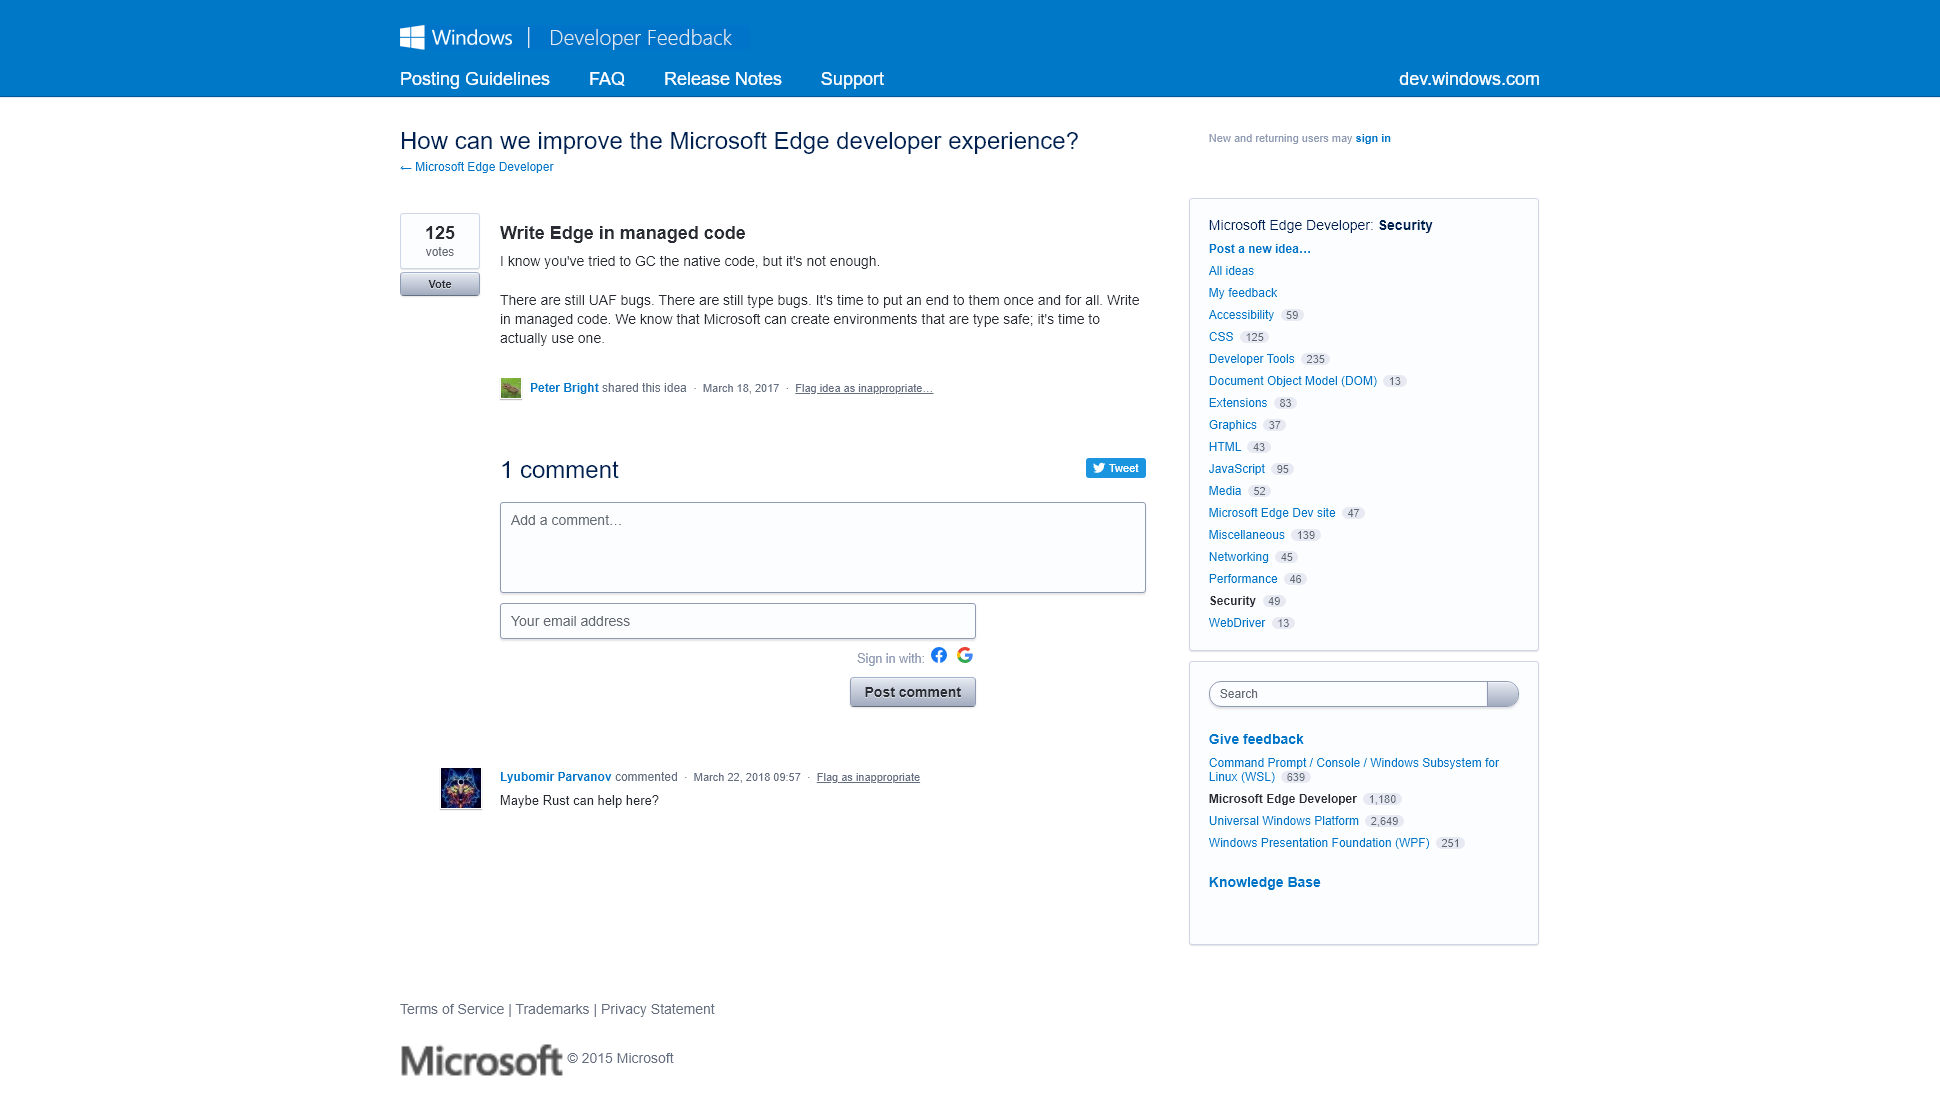 Windows | Developer Feedback
Posting Guidelines FAQ Release Notes Support dev.windows.com
How can we improve the Microsoft Edge developer experience?
← Microsoft Edge Developer
New and returning users may sign in
125
votes
Vote
Write Edge in managed code
I know you've tried to GC the native code, but it's not enough.
There are still UAF bugs. There are still type bugs. It's time to put an end to them once and for all. Write
in managed code. We know that Microsoft can create environments that are type safe; it's time to
actually use one.
Peter Bright shared this idea · March 18, 2017 · Flag idea as inappropriate…
1 comment
Tweet
Add a comment…
Your email address
Sign in with:
Post comment
Lyubomir Parvanov commented · March 22, 2018 09:57 · Flag as inappropriate
Maybe Rust can help here?
Microsoft Edge Developer: Security
Post a new idea…
All ideas
My feedback
Accessibility 59
CSS 125
Developer Tools 235
Document Object Model (DOM) 13
Extensions 83
Graphics 37
HTML 43
JavaScript 95
Media 52
Microsoft Edge Dev site 47
Miscellaneous 139
Networking 45
Performance 46
Security 49
WebDriver 13
Search
Give feedback
Command Prompt / Console / Windows Subsystem for
Linux (WSL) 639
Microsoft Edge Developer 1,180
Universal Windows Platform 2,649
Windows Presentation Foundation (WPF) 251
Knowledge Base
Terms of Service | Trademarks | Privacy Statement
Microsoft © 2015 Microsoft